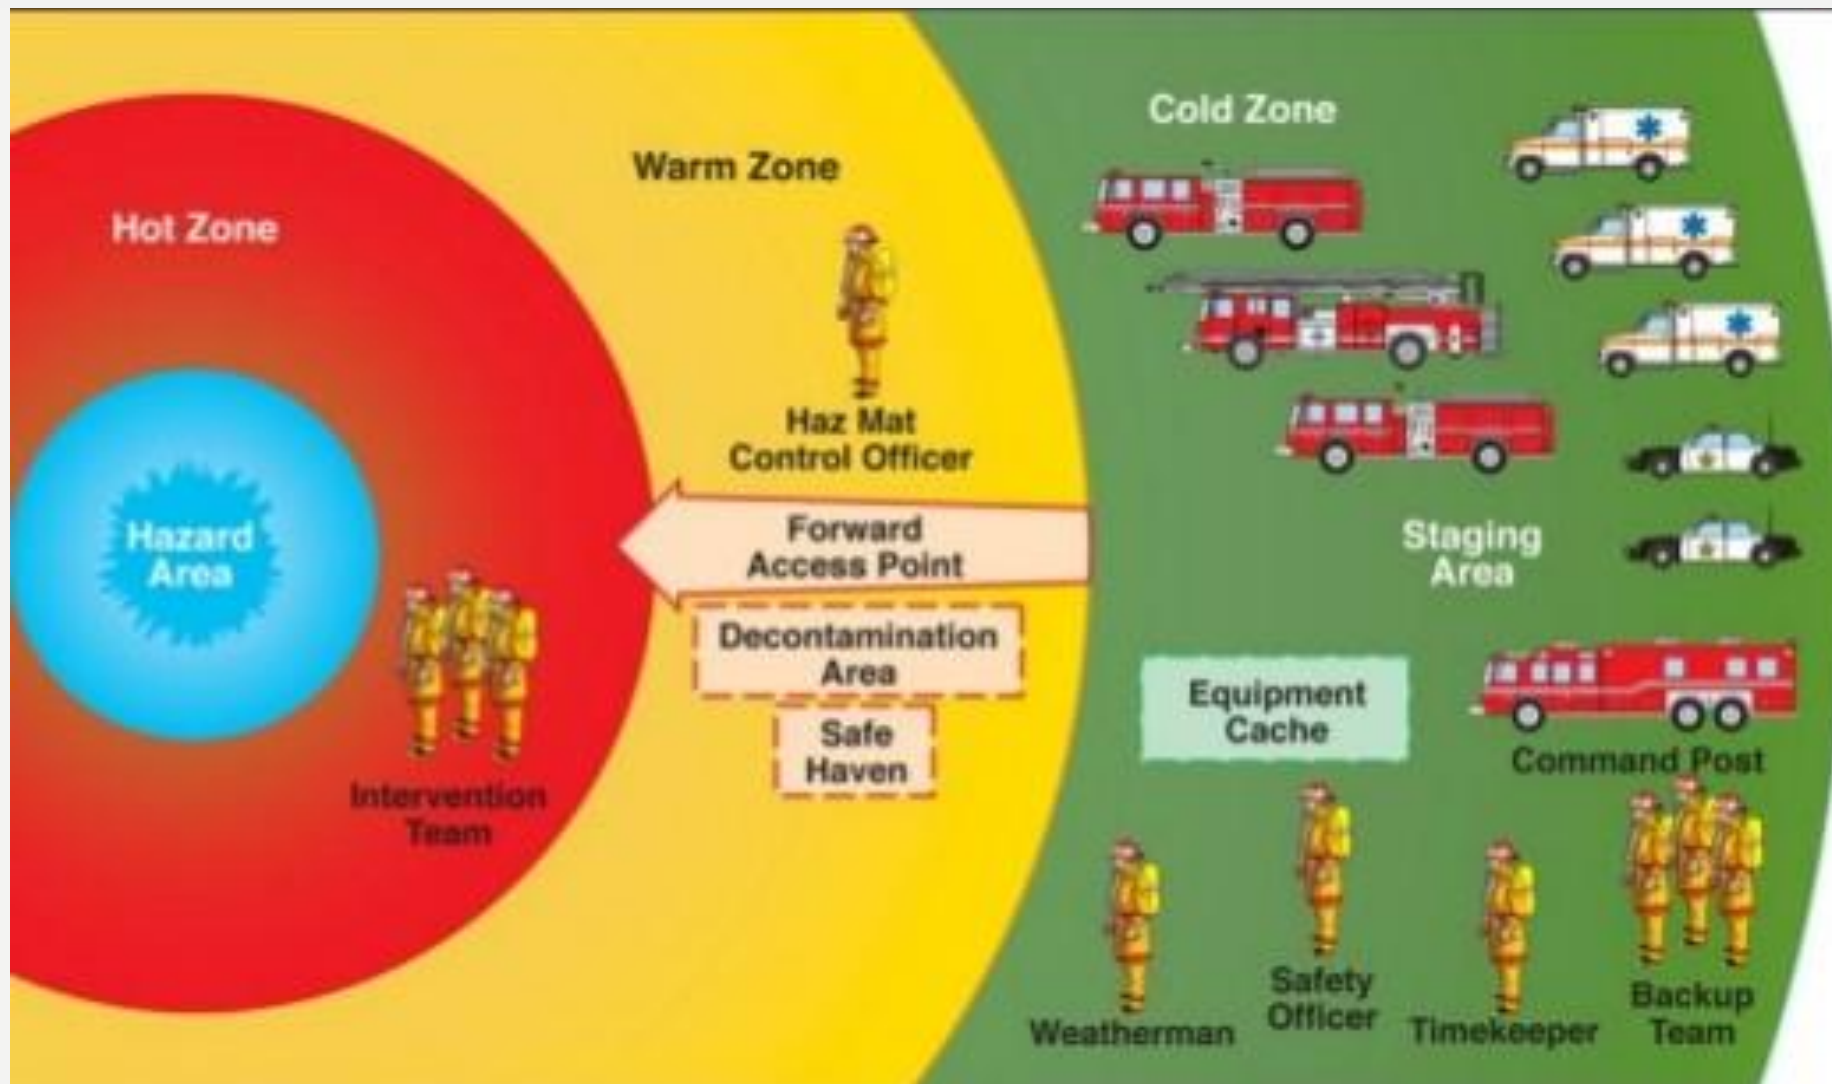 Cold Zone
Warm Zone
Hot Zone
Haz Mat
Control Officer
Forward
Access Point
Hazard
Area
Staging
Area
Decontamination
Area
Equipment
Cache
Safe
Haven
Command Post
Intervention
Team
Weatherman
Safety
Officer
Timekeeper
Backup
Team